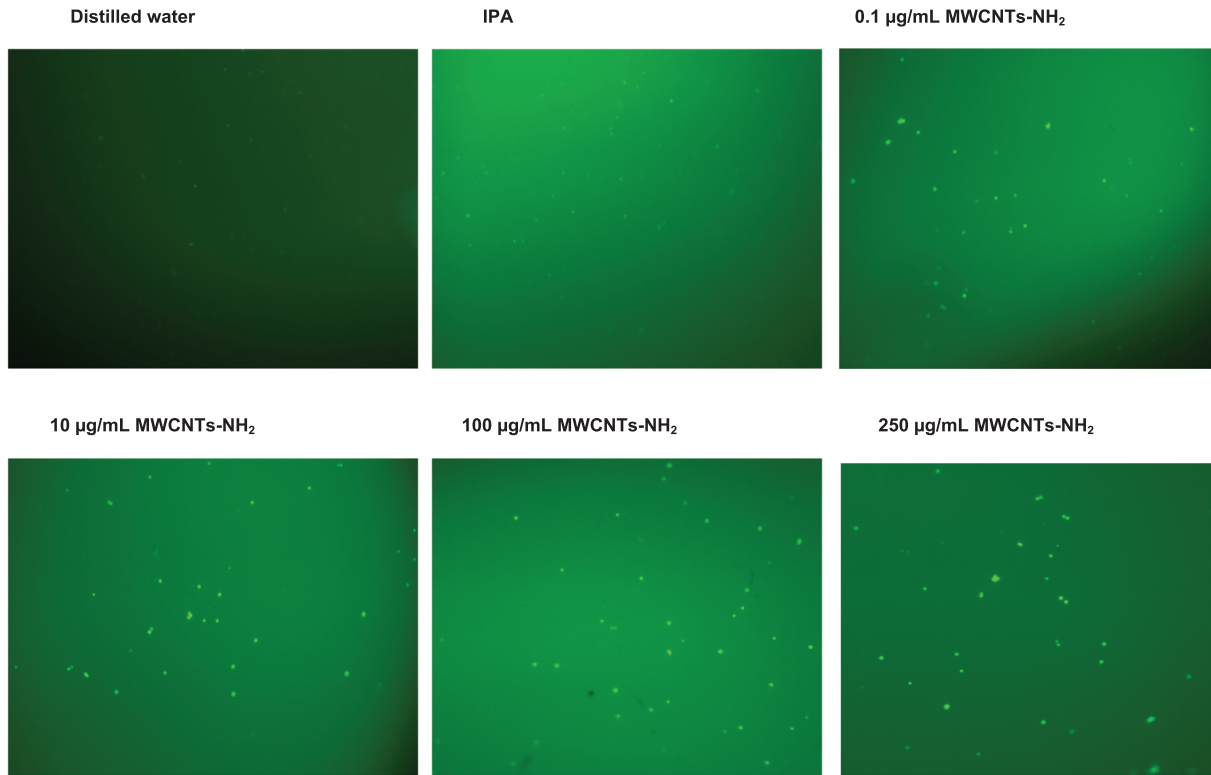 Distilled water
IPA
0.1 µg/mL MWCNTs-NH₂
10 µg/mL MWCNTs-NH₂
100 µg/mL MWCNTs-NH₂
250 µg/mL MWCNTs-NH₂